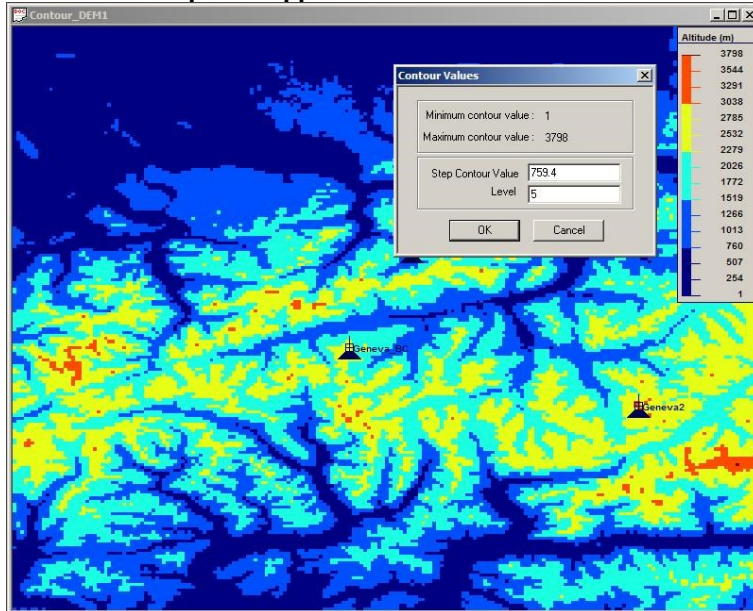 Contour_DEM1
Altitude (m)
3798
3544
3291
3038
2785
2532
2279
2026
1772
1519
1266
1013
760
507
254
1
Contour Values
Minimum contour value : 1
Maximum contour value : 3798
Step Contour Value 759.4
Level 5
OK Cancel
Geneva_BC
Geneva2